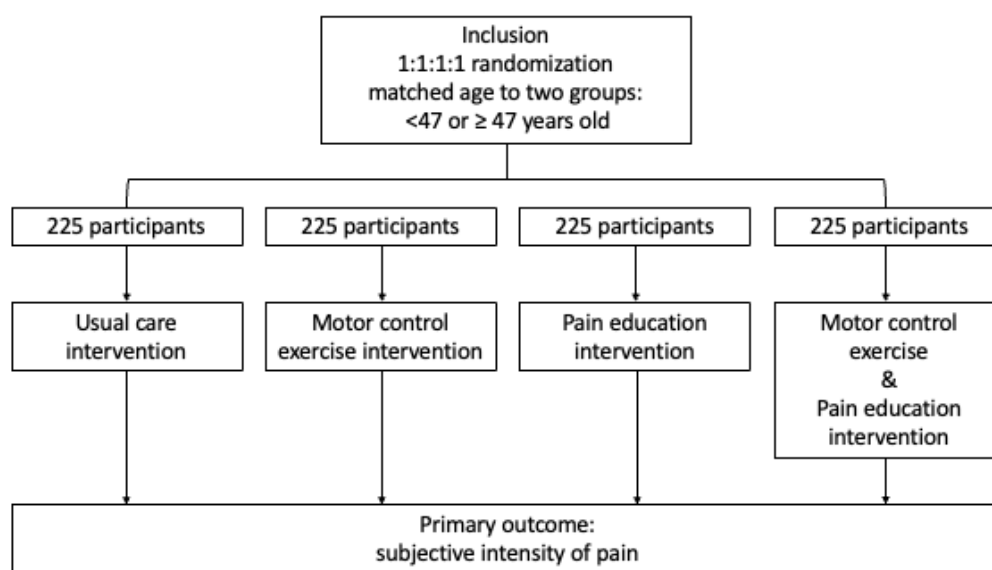 Inclusion
1:1:1:1 randomization
matched age to two groups:
<47 or ≥ 47 years old
225 participants
225 participants
225 participants
225 participants
Usual care
intervention
Motor control
exercise intervention
Pain education
intervention
Motor control
exercise
&
Pain education
intervention
Primary outcome:
subjective intensity of pain